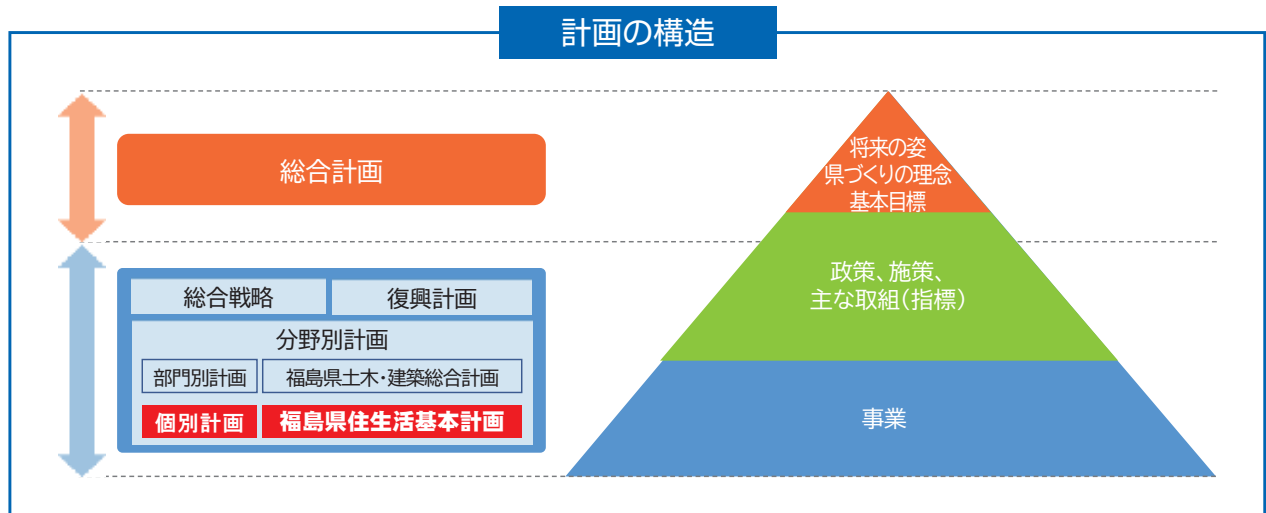 計画の構造
総合計画
将来の姿
県づくりの理念
基本目標
総合戦略
復興計画
分野別計画
部門別計画
福島県土木・建築総合計画
個別計画
福島県住生活基本計画
政策、施策、
主な取組(指標)
事業